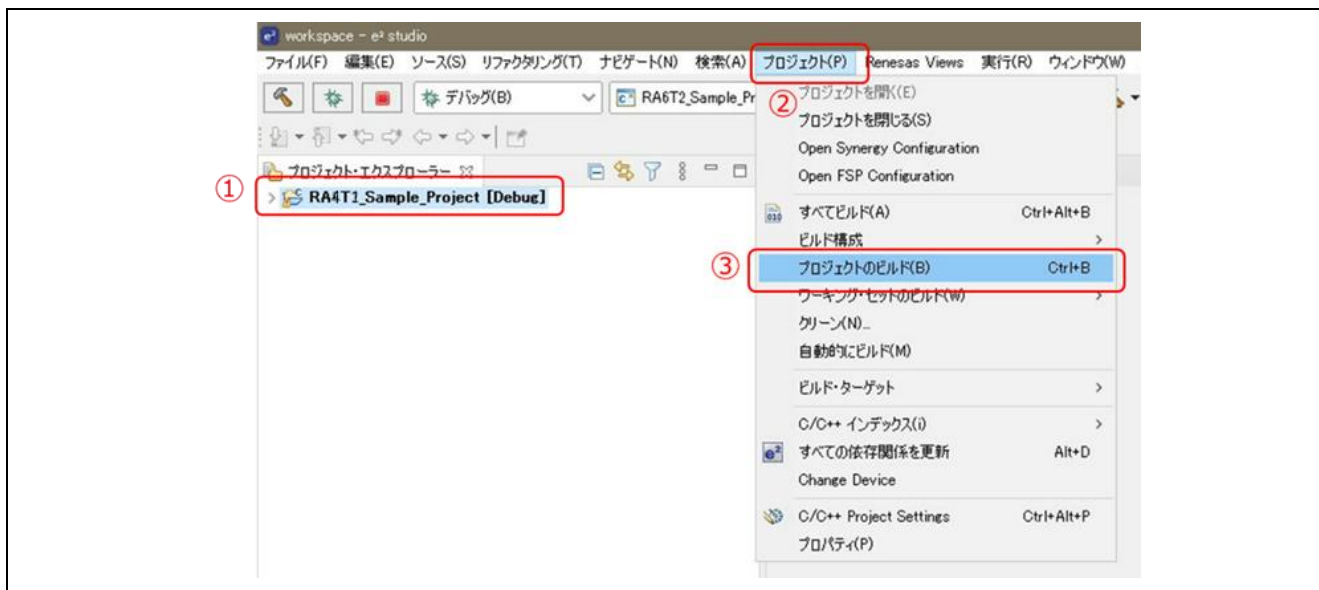 workspace - e² studio
ファイル(F) 編集(E) ソース(S) リファクタリング(T) ナビゲート(N) 検索(A) プロジェクト(P) Renesas Views 実行(R) ウィンドウ(W)
デバッグ(B) RA6T2_Sample_Pr
② プロジェクトを開く(E)
プロジェクトを閉じる(S)
Open Synergy Configuration
プロジェクト・エクスプローラー
Open FSP Configuration
① RA4T1_Sample_Project [Debug]
すべてビルド(A) Ctrl+Alt+B
ビルド構成
③ プロジェクトのビルド(B) Ctrl+B
ワーキング・セットのビルド(W)
クリーン(N)...
自動的にビルド(M)
ビルド・ターゲット
C/C++ インデックス(i)
すべての依存関係を更新 Alt+D
Change Device
C/C++ Project Settings Ctrl+Alt+P
プロパティ(P)